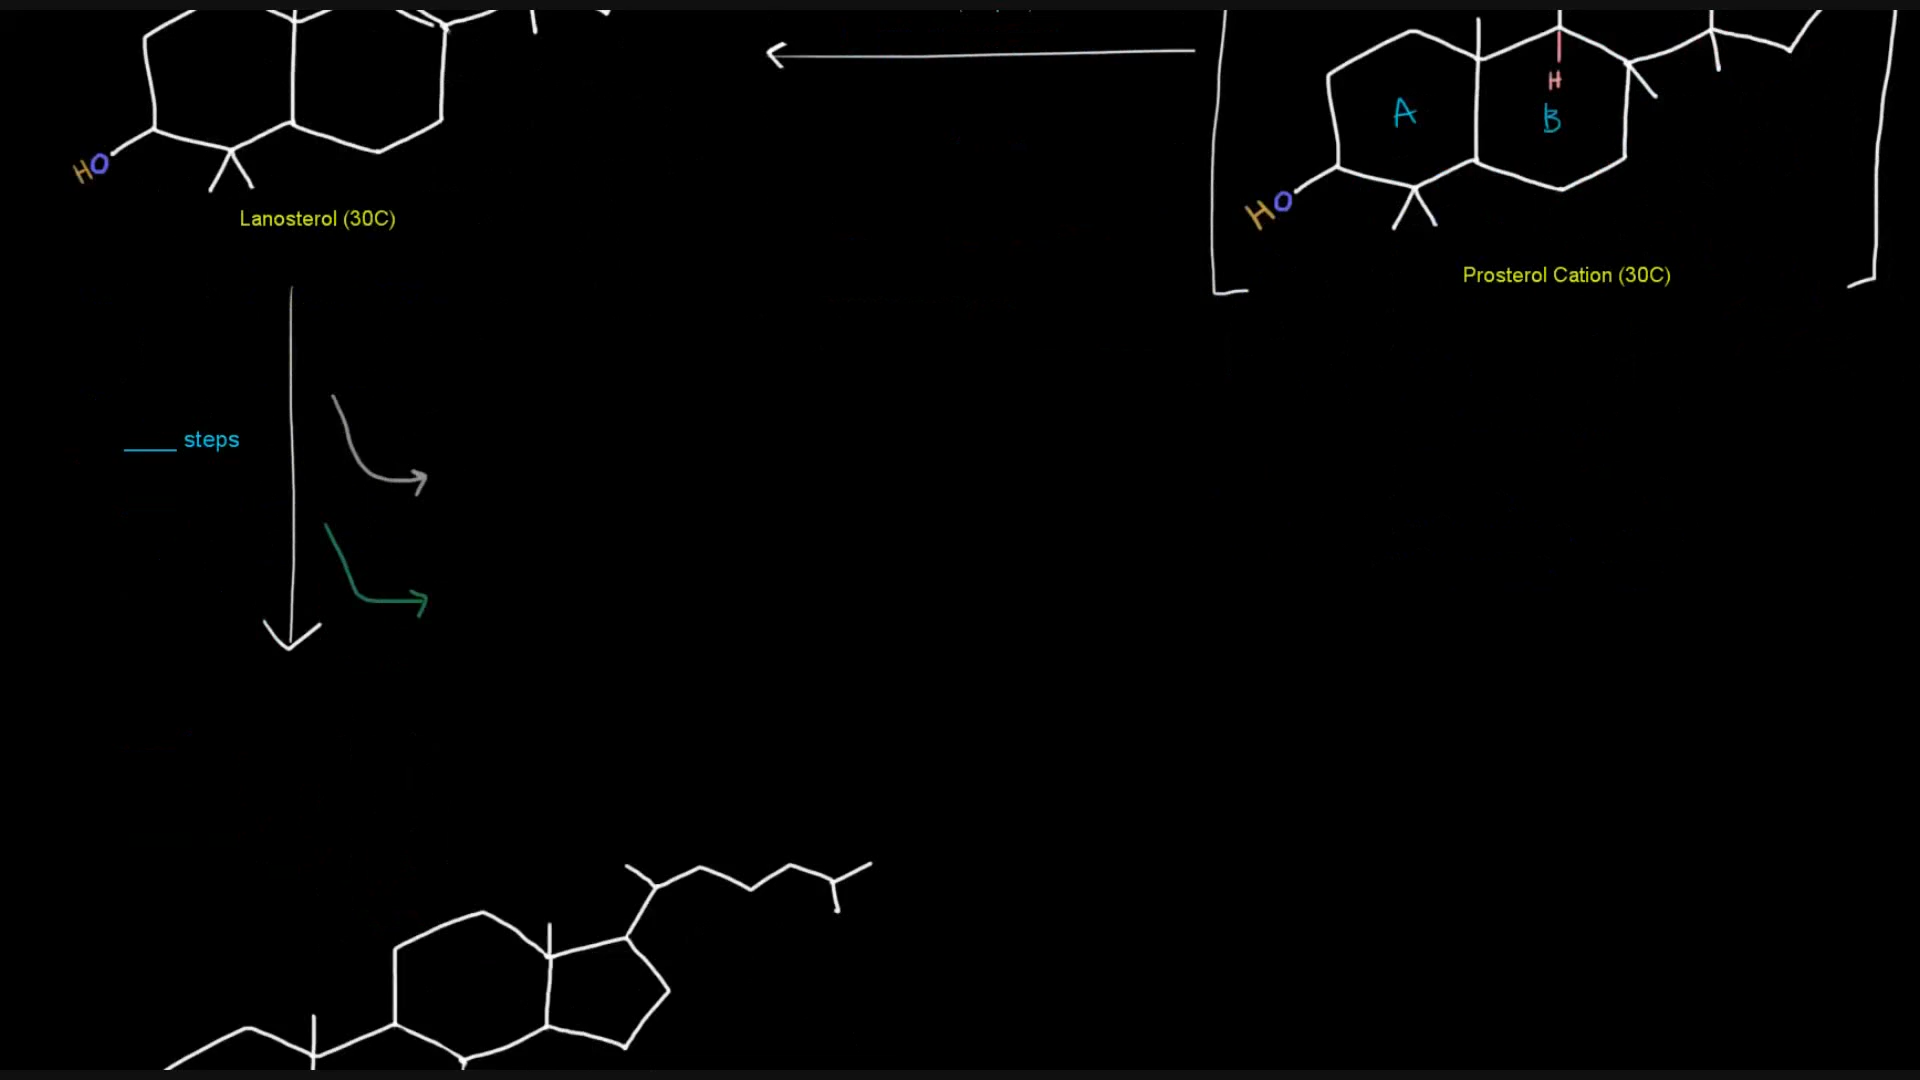 H
A
B
HO
HO
Lanosterol (30C)
Prosterol Cation (30C)
____ steps